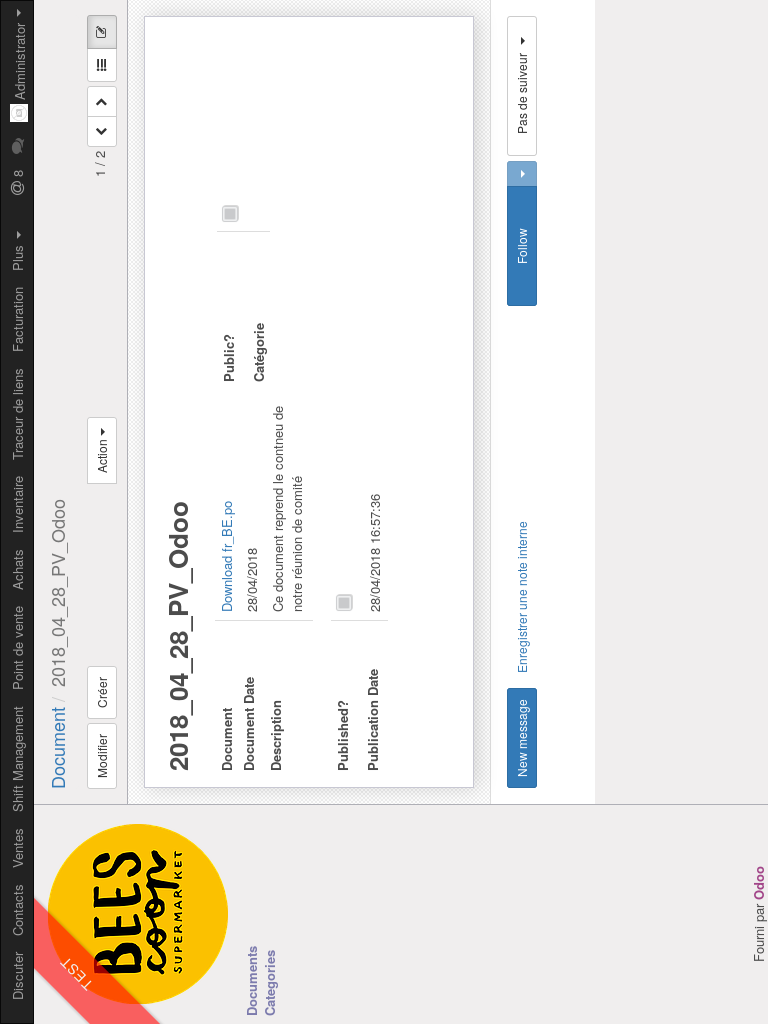 Discuter Contacts Ventes Shift Management Point de vente Achats Inventaire Traceur de liens Facturation Plus @ 8 Administrator
TEST
BEES
coop
SUPERMARKET
Documents
Categories
Fourni par Odoo
Document / 2018_04_28_PV_Odoo
Modifier Créer Action 1 / 2
2018_04_28_PV_Odoo
Document Download fr_BE.po
Document Date 28/04/2018
Description Ce document reprend le contneu de
notre réunion de comité
Public?
Catégorie
Published?
Publication Date 28/04/2018 16:57:36
New message Enregistrer une note interne Follow Pas de suiveur